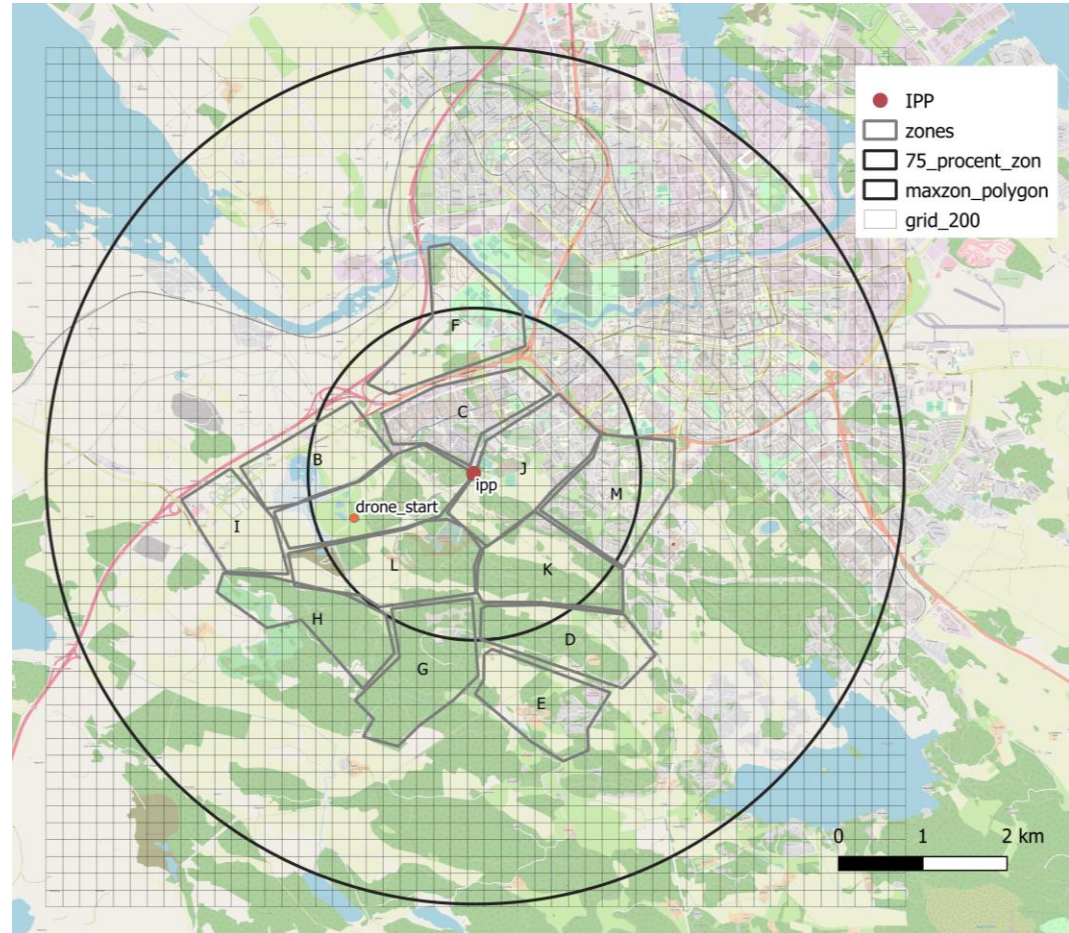 IPP
zones
75_procent_zon
maxzon_polygon
grid_200
F
C
B
J
ipp
M
drone_start
I
L
K
H
D
G
E
0 1 2 km